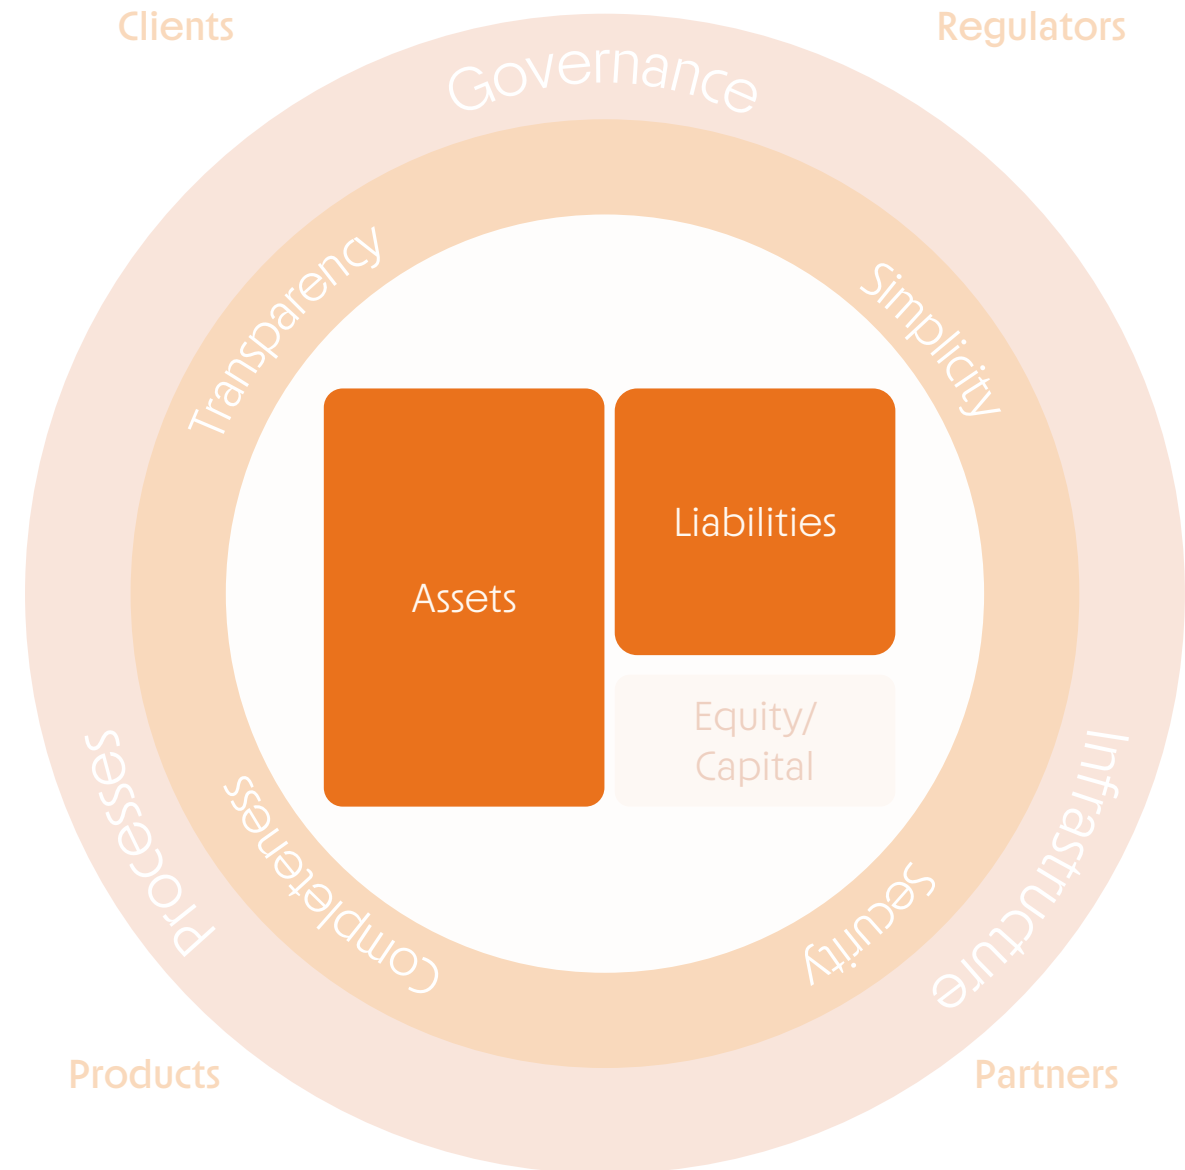 Clients
Regulators
Governance
Transparency
Simplicity
Liabilities
Assets
Equity/
Capital
Processes
Completeness
Security
Infrastructure
Products
Partners